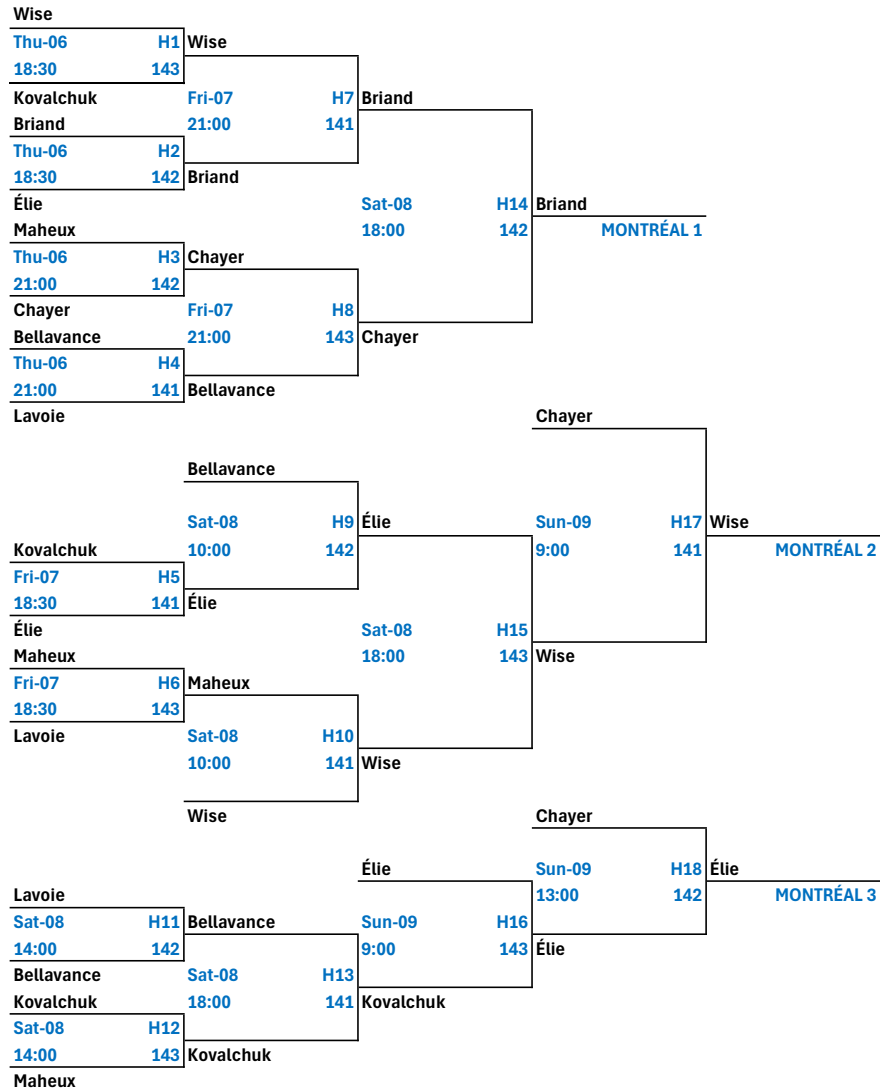 Wise
Thu-06 H1 Wise
18:30 143
Kovalchuk Fri-07 H7 Briand
Briand 21:00 141
Thu-06 H2
18:30 142 Briand
Élie Sat-08 H14 Briand
Maheux 18:00 142 MONTRÉAL 1
Thu-06 H3 Chayer
21:00 142
Chayer Fri-07 H8
Bellavance 21:00 143 Chayer
Thu-06 H4
21:00 141 Bellavance
Lavoie Chayer
Bellavance
Sat-08 H9 Élie Sun-09 H17 Wise
Kovalchuk 10:00 142 9:00 141 MONTRÉAL 2
Fri-07 H5
18:30 141 Élie
Élie Sat-08 H15
Maheux 18:00 143 Wise
Fri-07 H6 Maheux
18:30 143
Lavoie Sat-08 H10
10:00 141 Wise
Wise Chayer
Élie Sun-09 H18 Élie
Lavoie 13:00 142 MONTRÉAL 3
Sat-08 H11 Bellavance Sun-09 H16
14:00 142 9:00 143 Élie
Bellavance Sat-08 H13
Kovalchuk 18:00 141 Kovalchuk
Sat-08 H12
14:00 143 Kovalchuk
Maheux